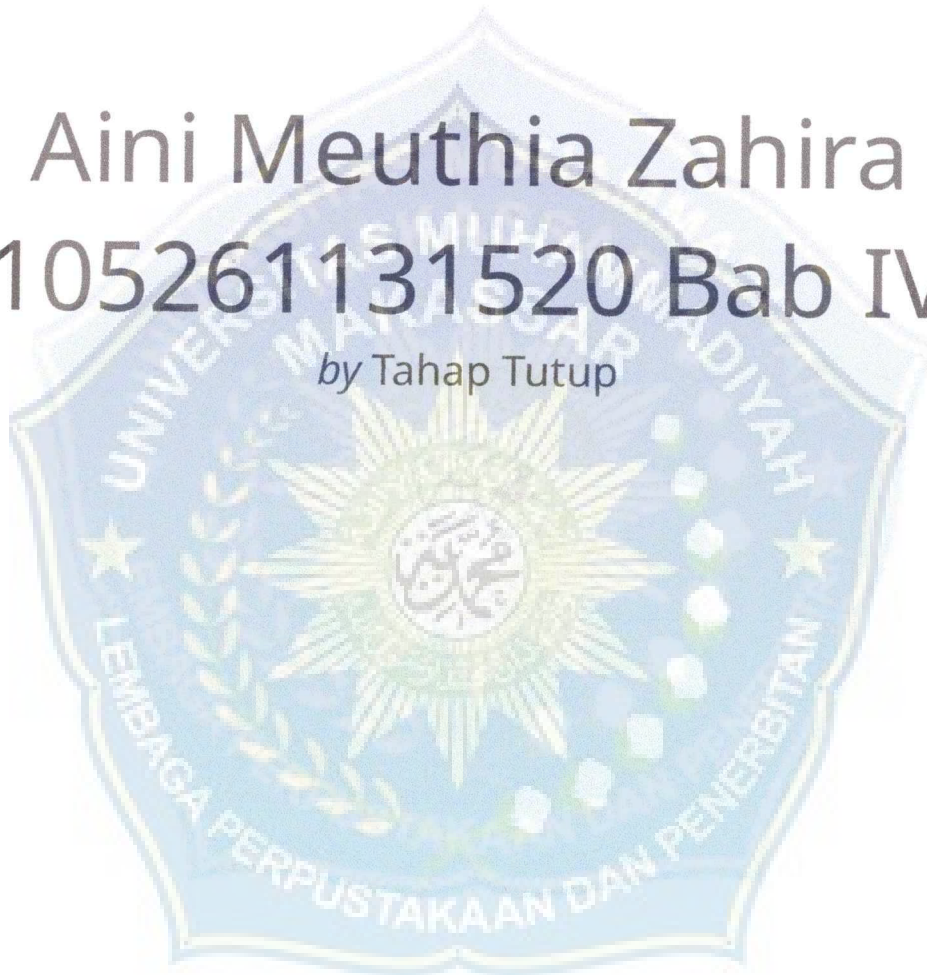 Aini Meuthia Zahira
105261131520 Bab IV
by Tahap Tutup
UNIVERSITAS MUHAMMADIYAH
MAKASSAR
LEMBAGA PERPUSTAKAAN DAN PENERBITAN